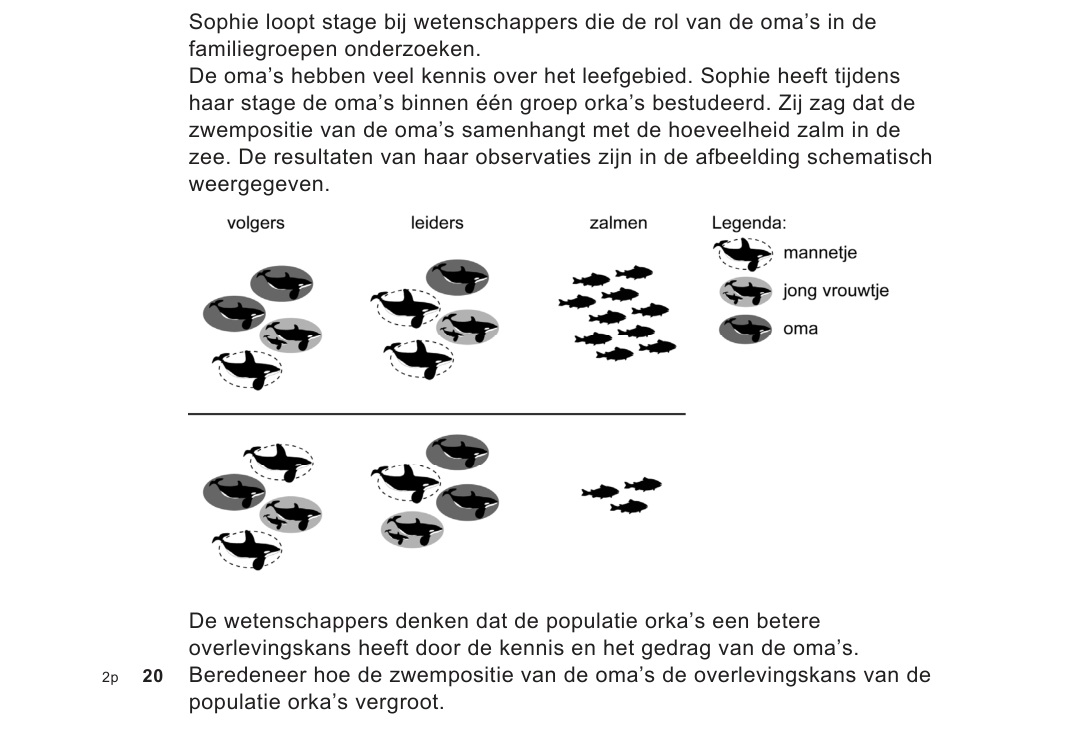 Sophie loopt stage bij wetenschappers die de rol van de oma's in de
familiegroepen onderzoeken.
De oma's hebben veel kennis over het leefgebied. Sophie heeft tijdens
haar stage de oma's binnen één groep orka's bestudeerd. Zij zag dat de
zwempositie van de oma's samenhangt met de hoeveelheid zalm in de
zee. De resultaten van haar observaties zijn in de afbeelding schematisch
weergegeven.
volgers leiders zalmen Legenda:
mannetje
jong vrouwtje
oma
De wetenschappers denken dat de populatie orka's een betere
overlevingskans heeft door de kennis en het gedrag van de oma's.
2p 20 Beredeneer hoe de zwempositie van de oma's de overlevingskans van de
populatie orka's vergroot.